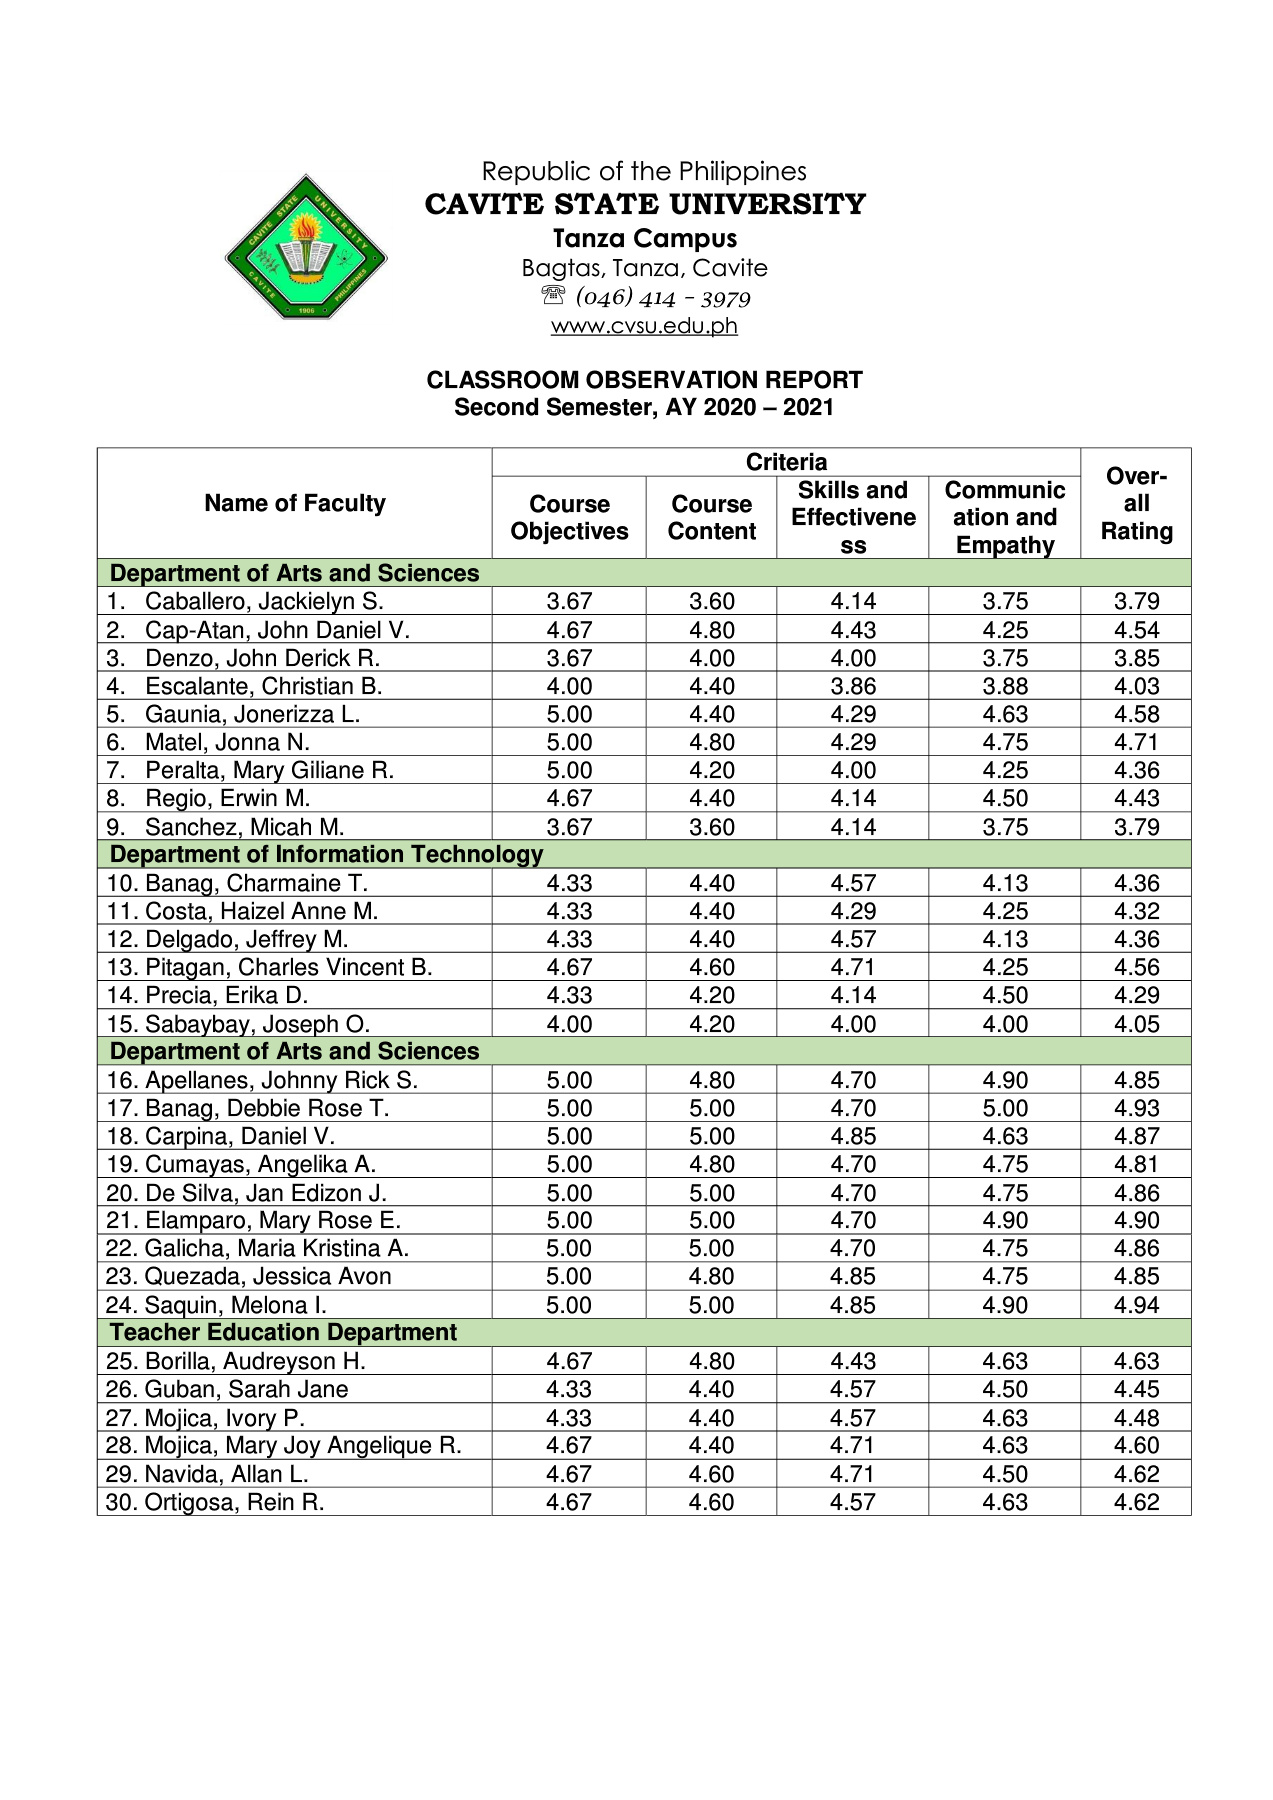 Republic of the Philippines
CAVITE STATE UNIVERSITY
Tanza Campus
Bagtas, Tanza, Cavite
☏ (046) 414 – 3979
www.cvsu.edu.ph
CAVITE STATE UNIVERSITY
CAVITE PHILIPPINES
1906
CLASSROOM OBSERVATION REPORT
Second Semester, AY 2020 – 2021
Name of Faculty
Criteria
Over-
all
Rating
Course
Objectives
Course
Content
Skills and
Effectivene
ss
Communic
ation and
Empathy
Department of Arts and Sciences
1. Caballero, Jackielyn S. 3.67 3.60 4.14 3.75 3.79
2. Cap-Atan, John Daniel V. 4.67 4.80 4.43 4.25 4.54
3. Denzo, John Derick R. 3.67 4.00 4.00 3.75 3.85
4. Escalante, Christian B. 4.00 4.40 3.86 3.88 4.03
5. Gaunia, Jonerizza L. 5.00 4.40 4.29 4.63 4.58
6. Matel, Jonna N. 5.00 4.80 4.29 4.75 4.71
7. Peralta, Mary Giliane R. 5.00 4.20 4.00 4.25 4.36
8. Regio, Erwin M. 4.67 4.40 4.14 4.50 4.43
9. Sanchez, Micah M. 3.67 3.60 4.14 3.75 3.79
Department of Information Technology
10. Banag, Charmaine T. 4.33 4.40 4.57 4.13 4.36
11. Costa, Haizel Anne M. 4.33 4.40 4.29 4.25 4.32
12. Delgado, Jeffrey M. 4.33 4.40 4.57 4.13 4.36
13. Pitagan, Charles Vincent B. 4.67 4.60 4.71 4.25 4.56
14. Precia, Erika D. 4.33 4.20 4.14 4.50 4.29
15. Sabaybay, Joseph O. 4.00 4.20 4.00 4.00 4.05
Department of Arts and Sciences
16. Apellanes, Johnny Rick S. 5.00 4.80 4.70 4.90 4.85
17. Banag, Debbie Rose T. 5.00 5.00 4.70 5.00 4.93
18. Carpina, Daniel V. 5.00 5.00 4.85 4.63 4.87
19. Cumayas, Angelika A. 5.00 4.80 4.70 4.75 4.81
20. De Silva, Jan Edizon J. 5.00 5.00 4.70 4.75 4.86
21. Elamparo, Mary Rose E. 5.00 5.00 4.70 4.90 4.90
22. Galicha, Maria Kristina A. 5.00 5.00 4.70 4.75 4.86
23. Quezada, Jessica Avon 5.00 4.80 4.85 4.75 4.85
24. Saquin, Melona I. 5.00 5.00 4.85 4.90 4.94
Teacher Education Department
25. Borilla, Audreyson H. 4.67 4.80 4.43 4.63 4.63
26. Guban, Sarah Jane 4.33 4.40 4.57 4.50 4.45
27. Mojica, Ivory P. 4.33 4.40 4.57 4.63 4.48
28. Mojica, Mary Joy Angelique R. 4.67 4.40 4.71 4.63 4.60
29. Navida, Allan L. 4.67 4.60 4.71 4.50 4.62
30. Ortigosa, Rein R. 4.67 4.60 4.57 4.63 4.62